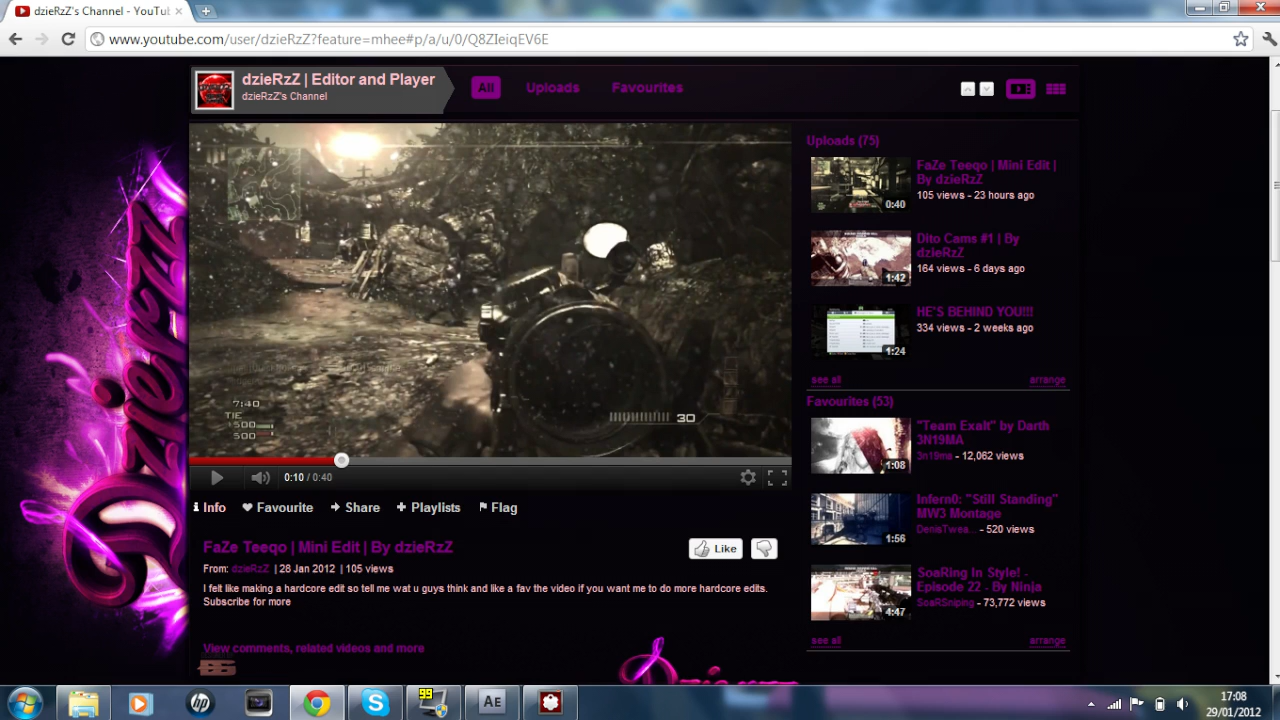 dzieRzZ's Channel - YouTub
www.youtube.com/user/dzieRzZ?feature=mhee#p/a/u/0/Q8ZIeiqEV6E
dzieRzZ | Editor and Player
dzieRzZ's Channel
All
Uploads
Favourites
7:40
TIE
1500
500
30
0:10 / 0:40
Info
Favourite
Share
Playlists
Flag
FaZe Teeqo | Mini Edit | By dzieRzZ
Like
From: dzieRzZ | 28 Jan 2012 | 105 views
I felt like making a hardcore edit so tell me wat u guys think and like a fav the video if you want me to do more hardcore edits.
Subscribe for more
View comments, related videos and more
Uploads (75)
0:40
FaZe Teeqo | Mini Edit |
By dzieRzZ
105 views - 23 hours ago
1:42
Dito Cams #1 | By
dzieRzZ
164 views - 6 days ago
1:24
HE'S BEHIND YOU!!!
334 views - 2 weeks ago
see all
arrange
Favourites (53)
1:08
"Team Exalt" by Darth
3N19MA
3n19ma - 12,062 views
1:56
Infern0: "Still Standing"
MW3 Montage
DenisTwea... - 520 views
4:47
SoaRing In Style! -
Episode 22 - By Ninja
SoaRSniping - 73,772 views
see all
arrange
hp
99
AE
17:08
29/01/2012